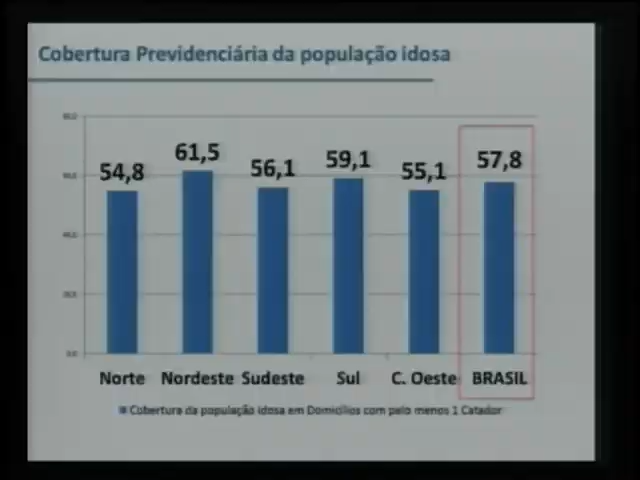 Cobertura Previdenciária da população idosa
54,8
61,5
56,1
59,1
55,1
57,8
Norte
Nordeste
Sudeste
Sul
C. Oeste
BRASIL
Cobertura da população idosa em Domicílios com pelo menos 1 Catador